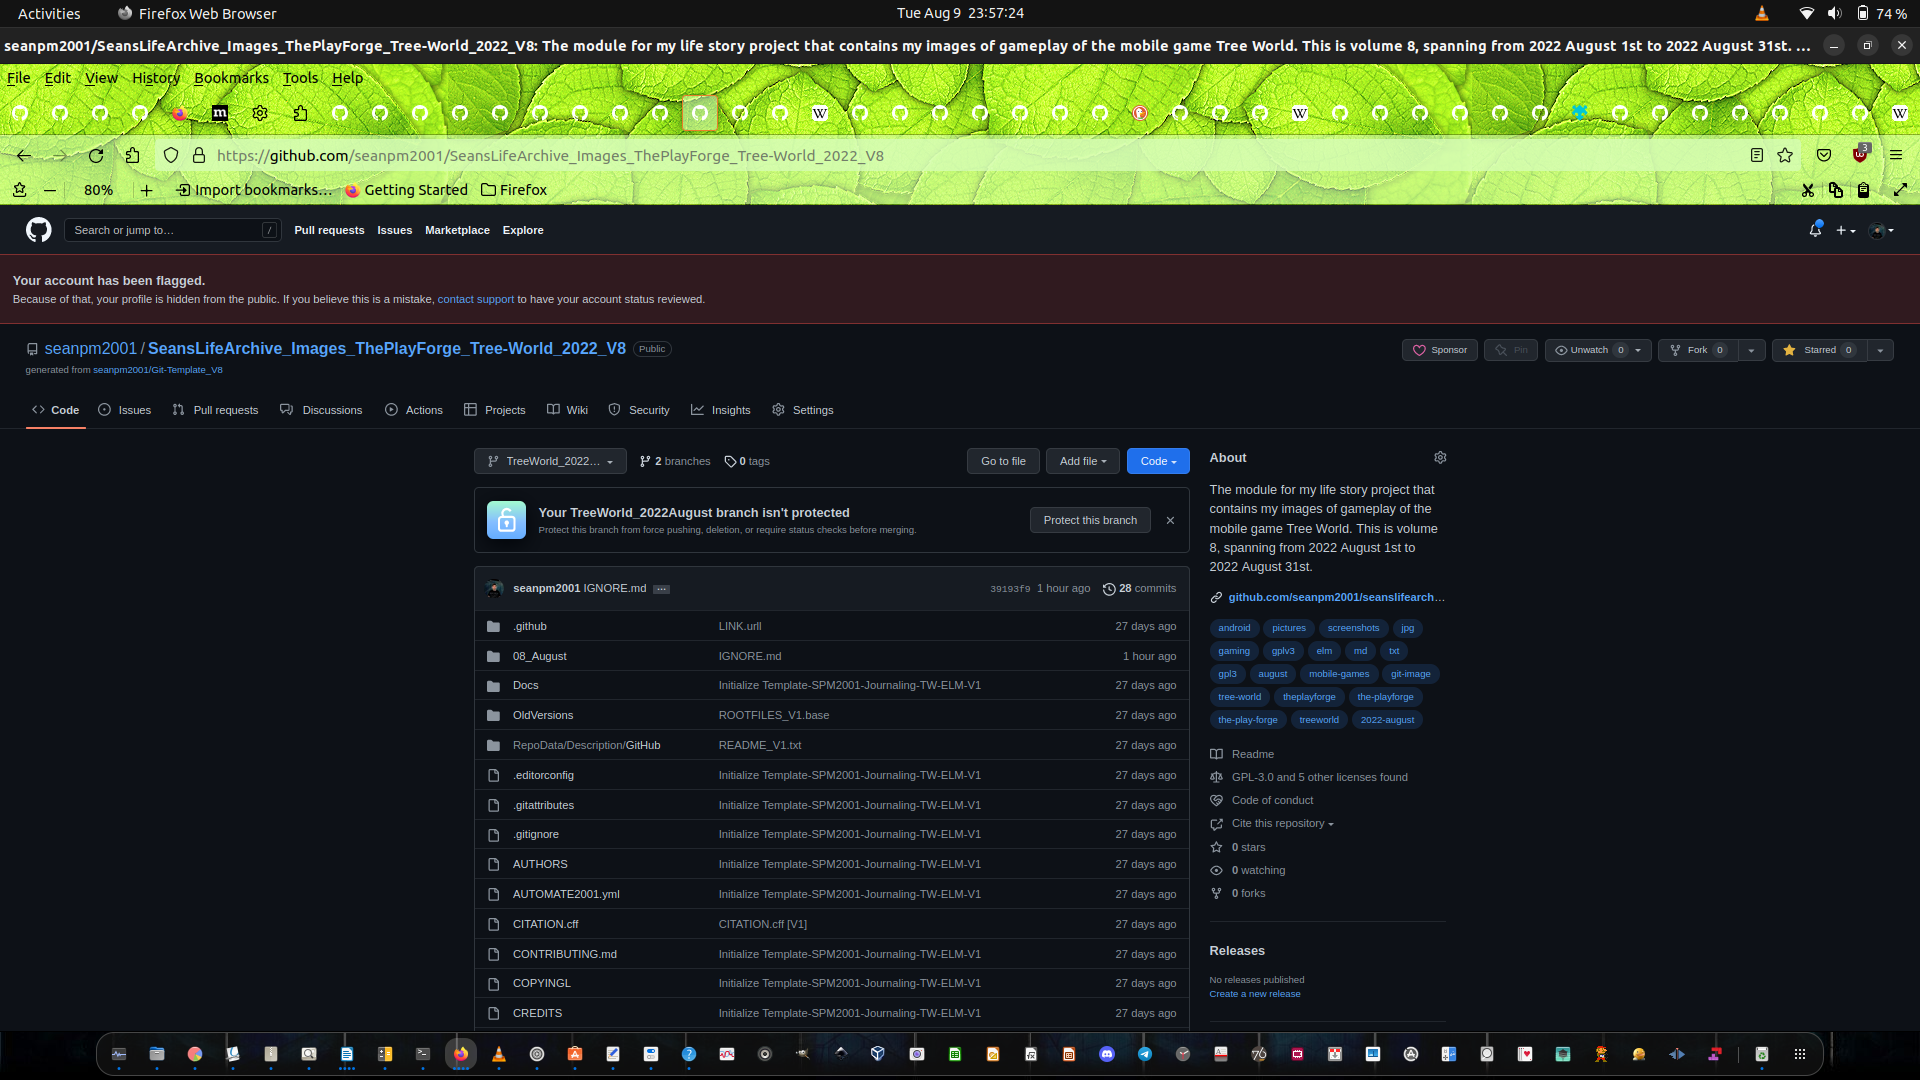 Activities
Firefox Web Browser
Tue Aug 9 23:57:24
74 %
seanpm2001/SeansLifeArchive_Images_ThePlayForge_Tree-World_2022_V8: The module for my life story project that contains my images of gameplay of the mobile game Tree World. This is volume 8, spanning from 2022 August 1st to 2022 August 31st. ...
File Edit View History Bookmarks Tools Help
https://github.com/seanpm2001/SeansLifeArchive_Images_ThePlayForge_Tree-World_2022_V8
3
80%
Import bookmarks...
Getting Started
Firefox
Search or jump to...
/
Pull requests
Issues
Marketplace
Explore
Your account has been flagged.
Because of that, your profile is hidden from the public. If you believe this is a mistake, contact support to have your account status reviewed.
seanpm2001 / SeansLifeArchive_Images_ThePlayForge_Tree-World_2022_V8 Public
generated from seanpm2001/Git-Template_V8
Sponsor
Pin
Unwatch 0
Fork 0
Starred 0
Code
Issues
Pull requests
Discussions
Actions
Projects
Wiki
Security
Insights
Settings
TreeWorld_2022...
2 branches
0 tags
Go to file
Add file
Code
Your TreeWorld_2022August branch isn't protected
Protect this branch from force pushing, deletion, or require status checks before merging.
Protect this branch
seanpm2001 IGNORE.md ...
39193f9 1 hour ago
28 commits
.github LINK.urll 27 days ago
08_August IGNORE.md 1 hour ago
Docs Initialize Template-SPM2001-Journaling-TW-ELM-V1 27 days ago
OldVersions ROOTFILES_V1.base 27 days ago
RepoData/Description/GitHub README_V1.txt 27 days ago
.editorconfig Initialize Template-SPM2001-Journaling-TW-ELM-V1 27 days ago
.gitattributes Initialize Template-SPM2001-Journaling-TW-ELM-V1 27 days ago
.gitignore Initialize Template-SPM2001-Journaling-TW-ELM-V1 27 days ago
AUTHORS Initialize Template-SPM2001-Journaling-TW-ELM-V1 27 days ago
AUTOMATE2001.yml Initialize Template-SPM2001-Journaling-TW-ELM-V1 27 days ago
CITATION.cff CITATION.cff [V1] 27 days ago
CONTRIBUTING.md Initialize Template-SPM2001-Journaling-TW-ELM-V1 27 days ago
COPYINGL Initialize Template-SPM2001-Journaling-TW-ELM-V1 27 days ago
CREDITS Initialize Template-SPM2001-Journaling-TW-ELM-V1 27 days ago
About
The module for my life story project that
contains my images of gameplay of the
mobile game Tree World. This is volume
8, spanning from 2022 August 1st to
2022 August 31st.
github.com/seanpm2001/seanslifearch...
android pictures screenshots jpg
gaming gplv3 elm md txt
gpl3 august mobile-games git-image
tree-world theplayforge the-playforge
the-play-forge treeworld 2022-august
Readme
GPL-3.0 and 5 other licenses found
Code of conduct
Cite this repository
0 stars
0 watching
0 forks
Releases
No releases published
Create a new release